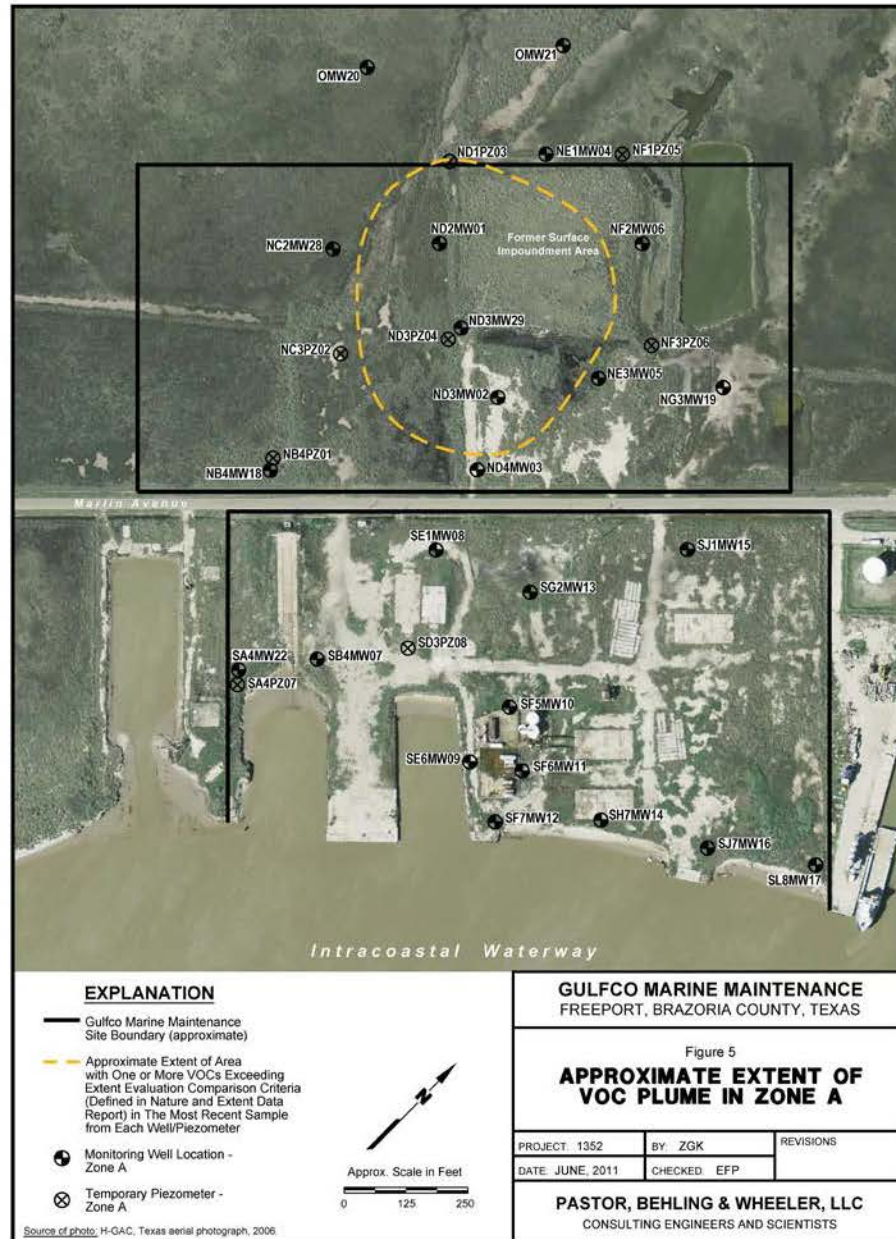 OMW20
OMW21
ND1PZ03
NE1MW04
NF1PZ05
NC2MW28
ND2MW01
Former Surface
Impoundment Area
NF2MW06
ND3MW29
ND3PZ04
NC3PZ02
NF3PZ06
NE3MW05
NG3MW19
ND3MW02
NB4PZ01
NB4MW18
ND4MW03
Marlin Avenue
SE1MW08
SJ1MW15
SG2MW13
SD3PZ08
SA4MW22
SB4MW07
SA4PZ07
SF5MW10
SE6MW09
SF6MW11
SF7MW12
SH7MW14
SJ7MW16
SL8MW17
Intracoastal Waterway
EXPLANATION
Gulfco Marine Maintenance
Site Boundary (approximate)
Approximate Extent of Area
with One or More VOCs Exceeding
Extent Evaluation Comparison Criteria
(Defined in Nature and Extent Data
Report) in The Most Recent Sample
from Each Well/Piezometer
Monitoring Well Location -
Zone A
Temporary Piezometer -
Zone A
Source of photo: H-GAC, Texas aerial photograph, 2006.
N
Approx. Scale in Feet
0 125 250
GULFCO MARINE MAINTENANCE
FREEPORT, BRAZORIA COUNTY, TEXAS
Figure 5
APPROXIMATE EXTENT OF
VOC PLUME IN ZONE A
PROJECT: 1352
BY: ZGK
REVISIONS
DATE: JUNE, 2011
CHECKED: EFP
PASTOR, BEHLING & WHEELER, LLC
CONSULTING ENGINEERS AND SCIENTISTS